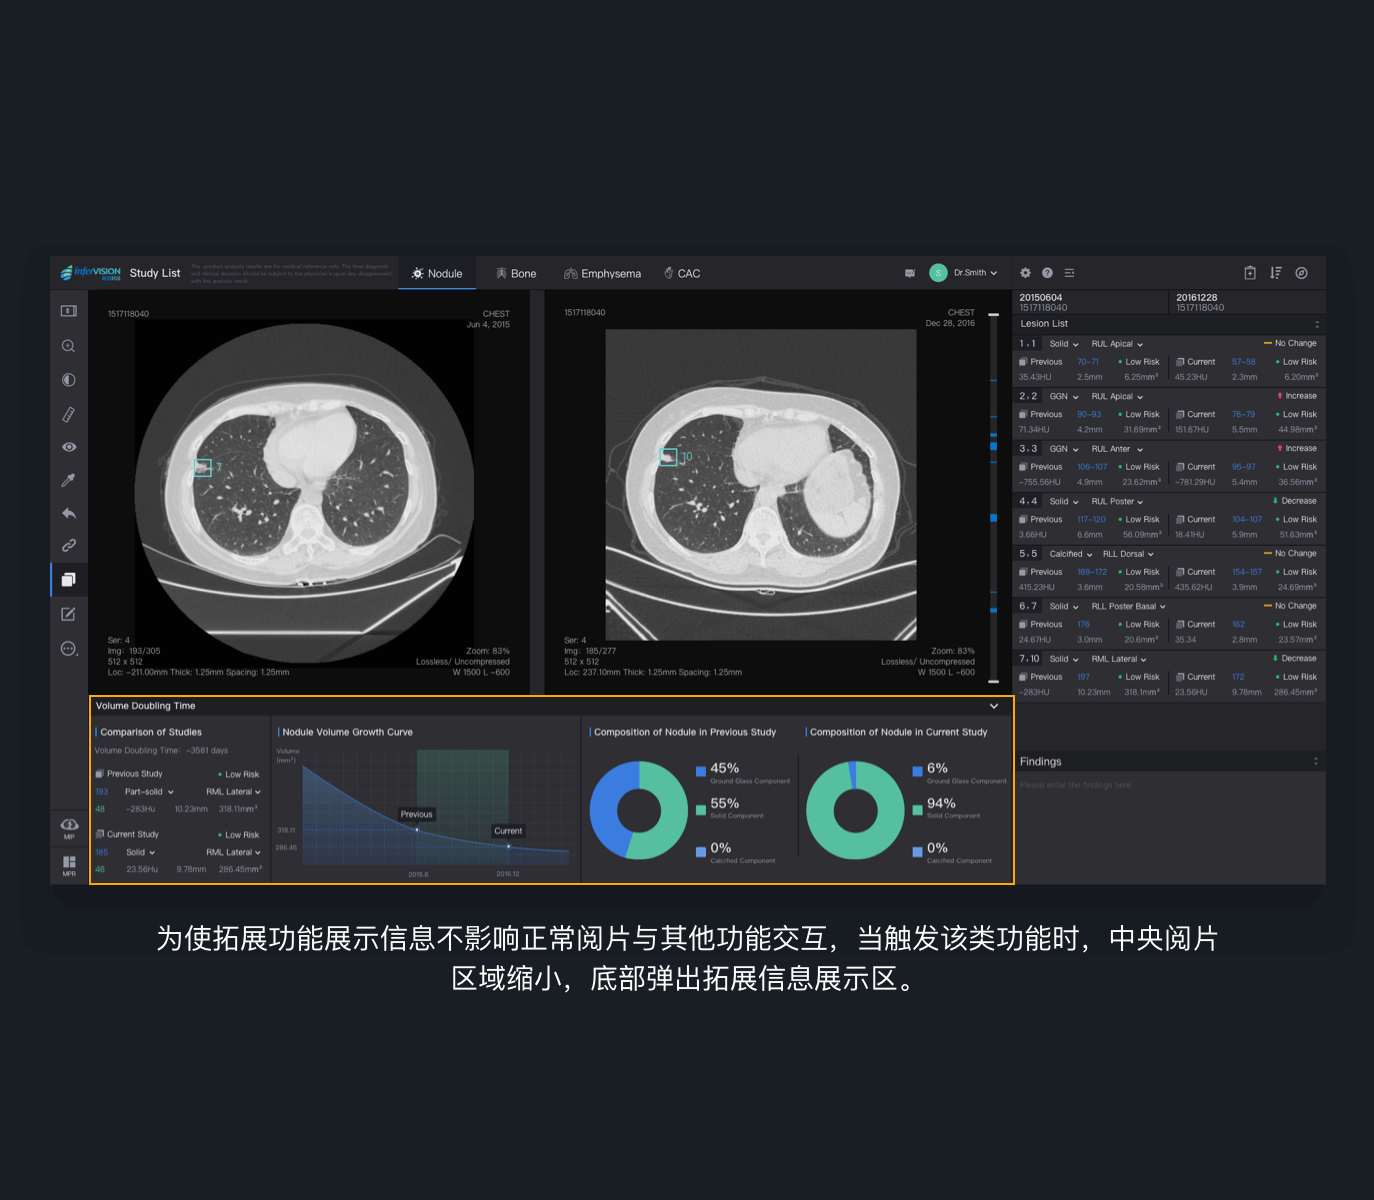 inferVISION
Study List
The product analysis results are for medical reference only. The final diagnostic
and clinical decision should be subject to the physician's upon any disagreement
with the analysis result.
Nodule
Bone
Emphysema
CAC
S
Dr.Smith
1517118040
CHEST
Jun 4, 2015
7
Ser: 4
Img: 193/305
512 x 512
Loc: -211.00mm Thick: 1.25mm Spacing: 1.25mm
Zoom: 83%
Lossless/ Uncompressed
W 1500 L -600
1517118040
CHEST
Dec 28, 2016
10
Ser: 4
Img: 185/277
512 x 512
Loc: 237.10mm Thick: 1.25mm Spacing: 1.25mm
Zoom: 83%
Lossless/ Uncompressed
W 1500 L -600
20150604
1517118040
20161228
1517118040
Lesion List
1,1 Solid RUL Apical No Change
Previous 70-71 Low Risk Current 57-58 Low Risk
35.43HU 2.5mm 6.25mm³ 45.23HU 2.3mm 6.20mm³
2,2 GGN RUL Apical Increase
Previous 90-93 Low Risk Current 76-79 Low Risk
71.34HU 4.2mm 31.69mm³ 151.67HU 5.5mm 44.98mm³
3,3 GGN RUL Anter Increase
Previous 106-107 Low Risk Current 95-97 Low Risk
-755.56HU 4.9mm 23.62mm³ -781.29HU 5.4mm 36.56mm³
4,4 Solid RUL Poster Decrease
Previous 117-120 Low Risk Current 104-107 Low Risk
3.66HU 6.6mm 56.09mm³ 18.41HU 5.9mm 51.63mm³
5,5 Calcified RLL Dorsal No Change
Previous 169-172 Low Risk Current 154-157 Low Risk
415.23HU 3.6mm 20.58mm³ 435.62HU 3.9mm 24.69mm³
6,7 Solid RLL Poster Basal No Change
Previous 176 Low Risk Current 162 Low Risk
24.67HU 3.0mm 20.6mm³ 35.34 2.8mm 23.57mm³
7,10 Solid RML Lateral Decrease
Previous 197 Low Risk Current 172 Low Risk
-283HU 10.23mm 318.1mm³ 23.56HU 9.78mm 286.45mm³
Findings
Please enter the findings here
MIP
MPR
Volume Doubling Time
Comparison of Studies
Volume Doubling Time: -3581 days
Previous Study Low Risk
193 Part-solid RML Lateral
48 -283Hu 10.23mm 318.11mm³
Current Study Low Risk
185 Solid RML Lateral
46 23.56Hu 9.78mm 286.45mm³
Nodule Volume Growth Curve
Volume
(mm³)
Previous
Current
318.11
286.45
2015.6
2016.12
Composition of Nodule in Previous Study
45%
Ground Glass Component
55%
Solid Component
0%
Calcified Component
Composition of Nodule in Current Study
6%
Ground Glass Component
94%
Solid Component
0%
Calcified Component
为使拓展功能展示信息不影响正常阅片与其他功能交互，当触发该类功能时，中央阅片
区域缩小，底部弹出拓展信息展示区。